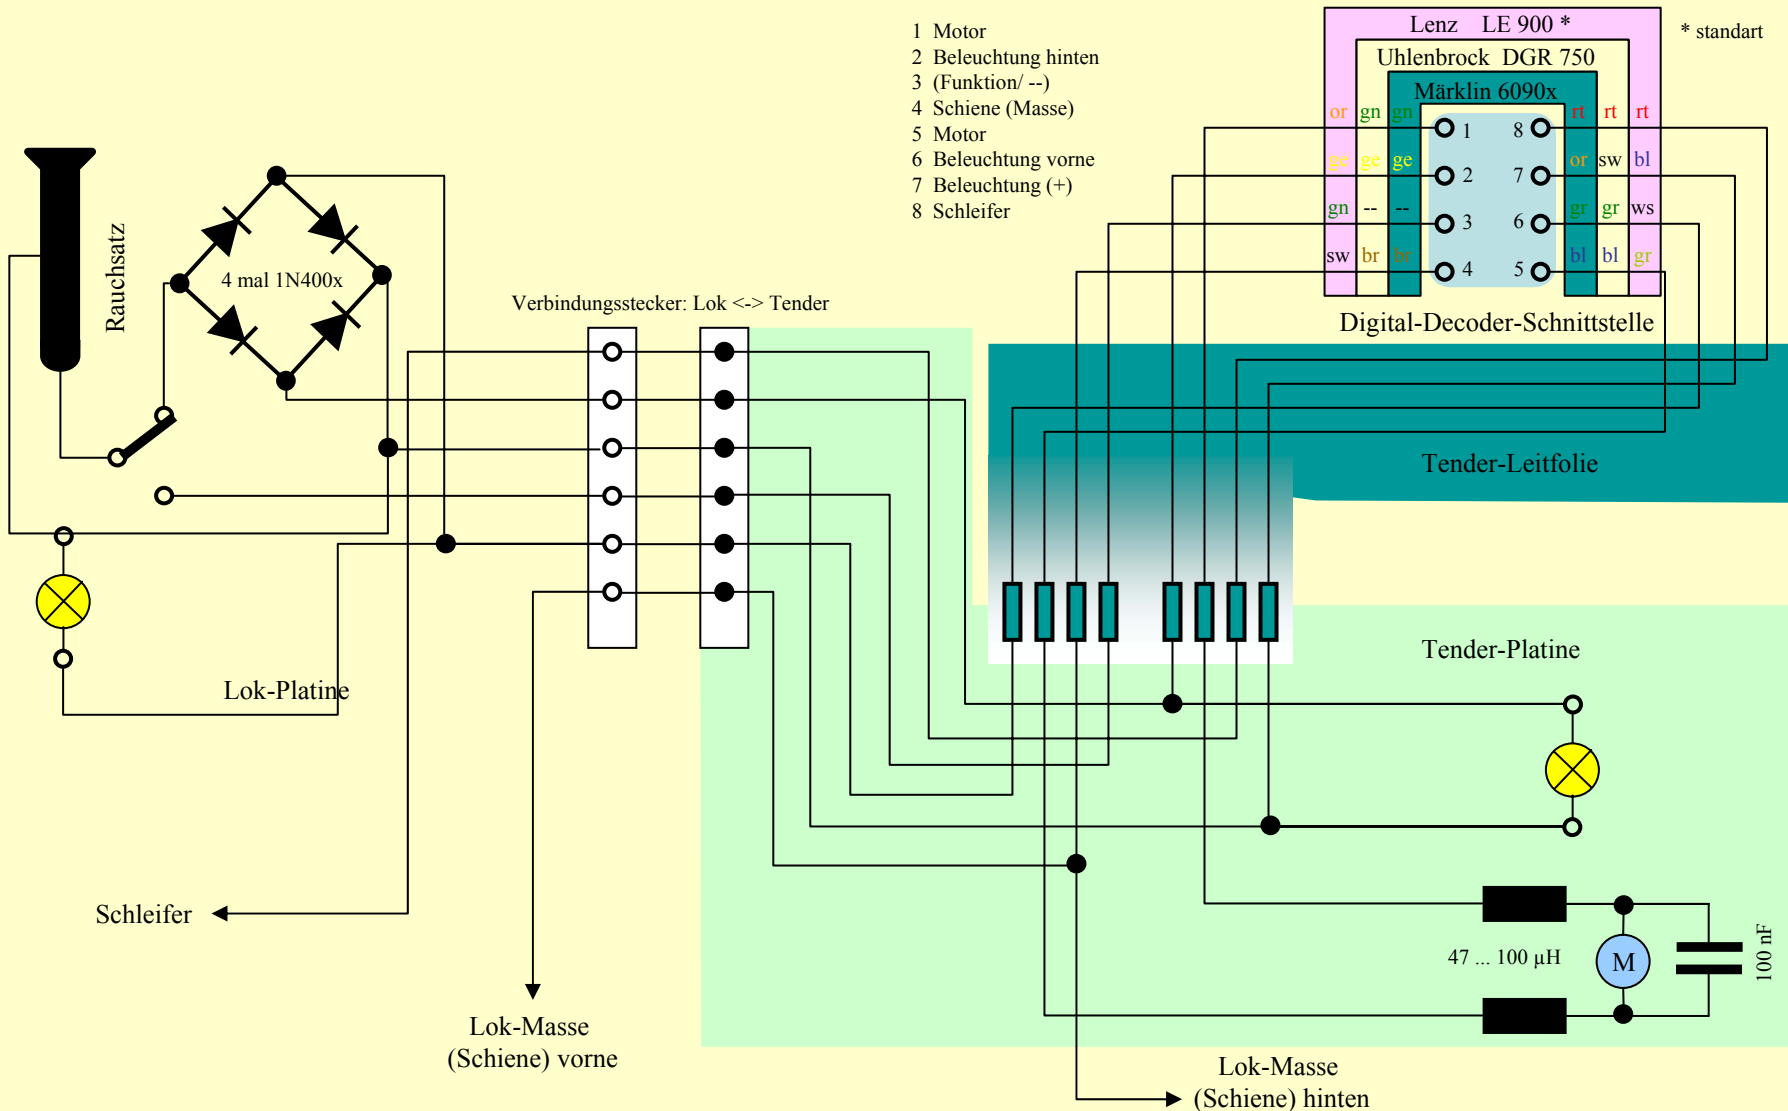 1 Motor
2 Beleuchtung hinten
3 (Funktion/ --)
4 Schiene (Masse)
5 Motor
6 Beleuchtung vorne
7 Beleuchtung (+)
8 Schleifer
Lenz LE 900 *
* standart
Uhlenbrock DGR 750
Märklin 6090x
or gn gn 1 8 rt rt rt
ge ge ge 2 7 or sw bl
gn -- -- 3 6 gr gr ws
sw br br 4 5 bl bl gr
Digital-Decoder-Schnittstelle
Rauchsatz
4 mal 1N400x
Verbindungsstecker: Lok <-> Tender
Tender-Leitfolie
Tender-Platine
Lok-Platine
Schleifer
47 ... 100 µH
M
100 nF
Lok-Masse
(Schiene) vorne
Lok-Masse
(Schiene) hinten